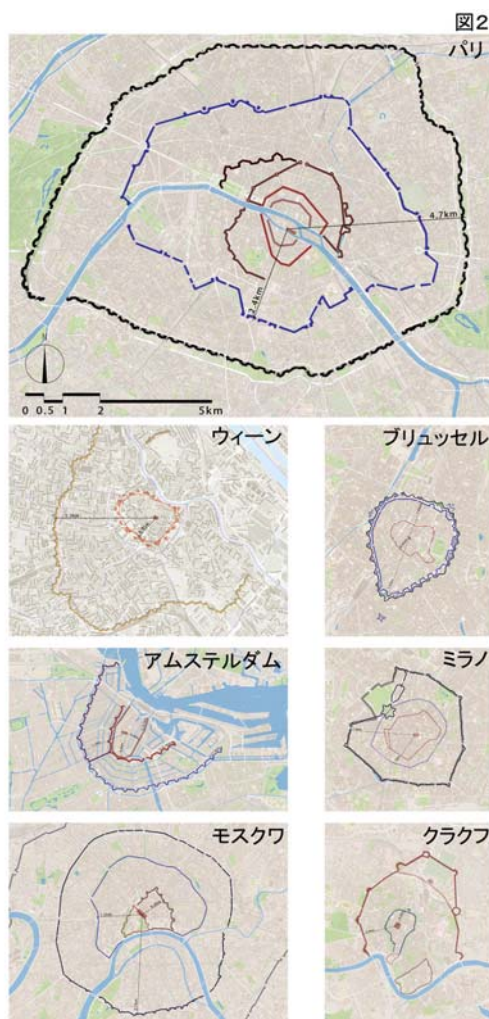 図2
パリ
4.7km
2.4km
N
0 0.5 1 2 5km
ウィーン
ブリュッセル
アムステルダム
ミラノ
モスクワ
クラクフ